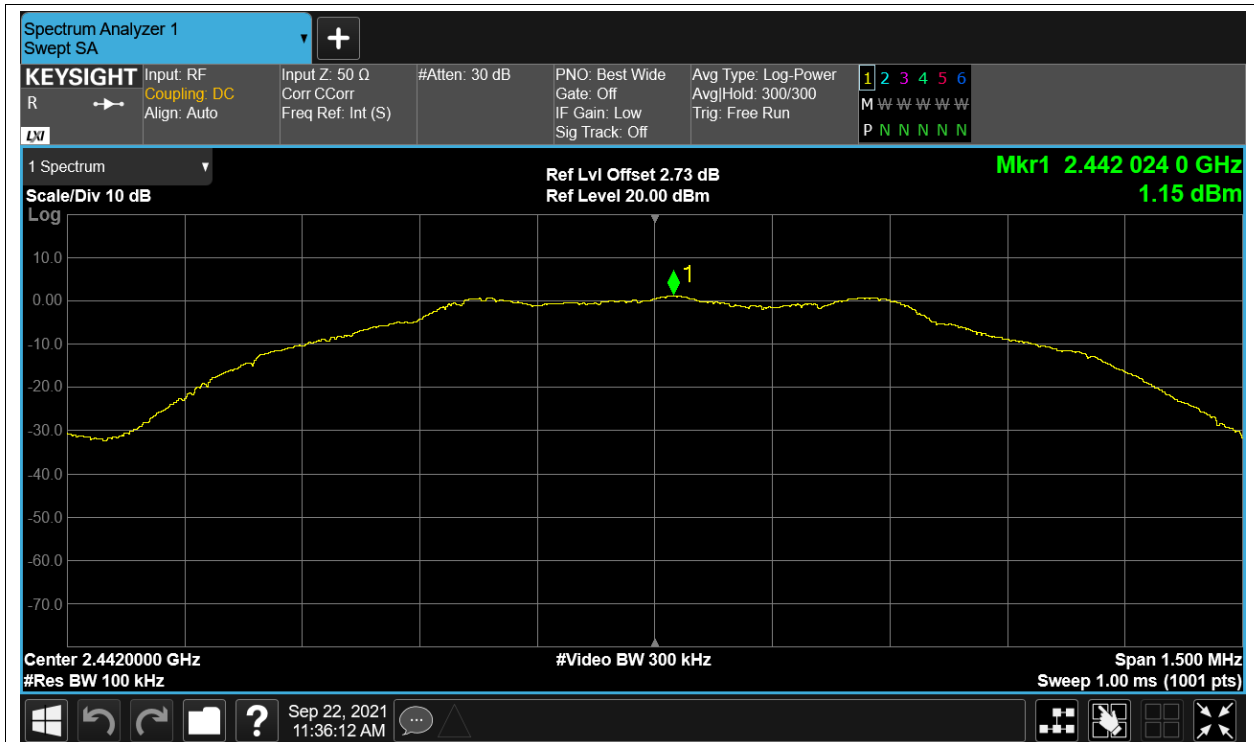 Spectrum Analyzer 1
Swept SA
KEYSIGHT
R
LXI
Input: RF
Coupling: DC
Align: Auto
Input Z: 50 Ω
Corr CCorr
Freq Ref: Int (S)
#Atten: 30 dB
PNO: Best Wide
Gate: Off
IF Gain: Low
Sig Track: Off
Avg Type: Log-Power
Avg|Hold: 300/300
Trig: Free Run
1 2 3 4 5 6
M W W W W W
P N N N N N
1 Spectrum
Scale/Div 10 dB
Log
Ref Lvl Offset 2.73 dB
Ref Level 20.00 dBm
Mkr1 2.442 024 0 GHz
1.15 dBm
1
10.0
0.00
-10.0
-20.0
-30.0
-40.0
-50.0
-60.0
-70.0
Center 2.4420000 GHz
#Res BW 100 kHz
#Video BW 300 kHz
Span 1.500 MHz
Sweep 1.00 ms (1001 pts)
?
Sep 22, 2021
11:36:12 AM